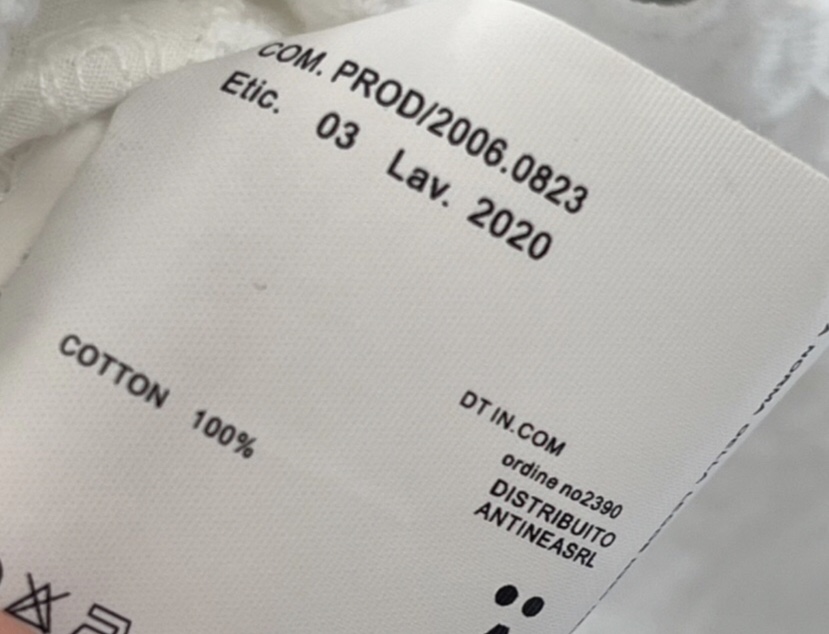 COM. PROD/2006.0823
Etic. 03 Lav. 2020
COTTON 100%
DT IN.COM
ordine no2390
DISTRIBUITO
ANTINEASRL